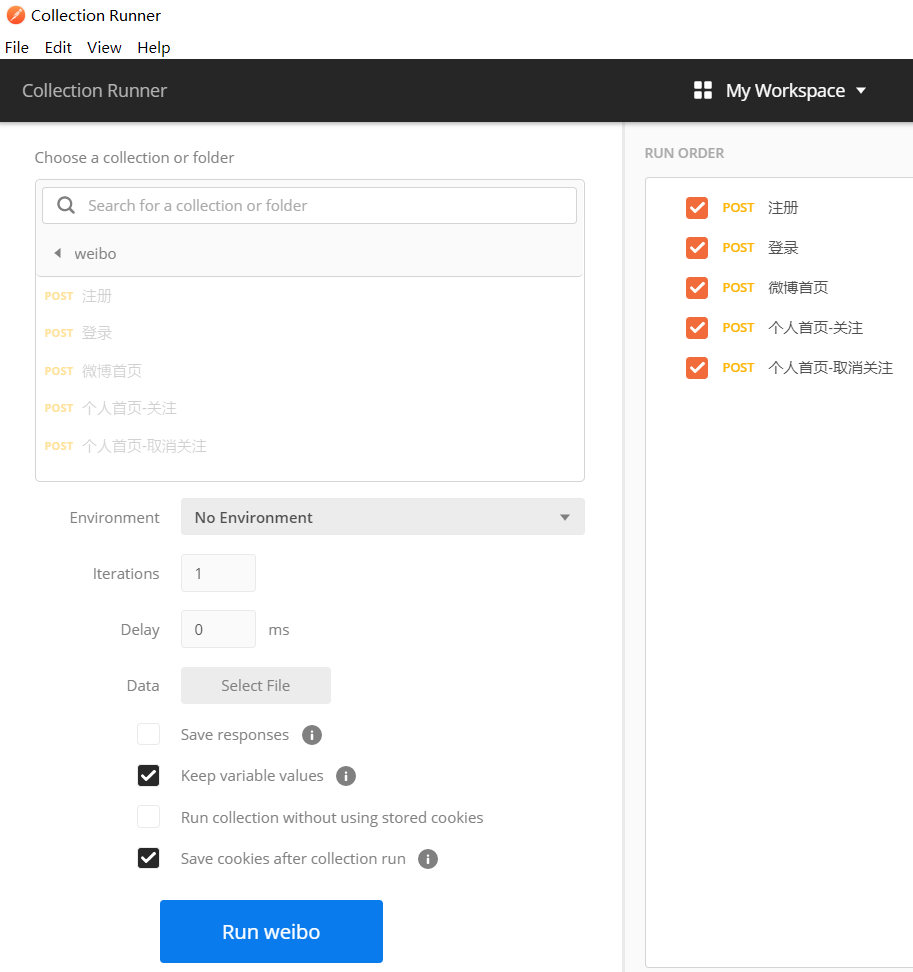 Collection Runner
File Edit View Help
Collection Runner
My Workspace
Choose a collection or folder
Search for a collection or folder
weibo
POST 注册
POST 登录
POST 微博首页
POST 个人首页-关注
POST 个人首页-取消关注
Environment No Environment
Iterations 1
Delay 0 ms
Data Select File
Save responses
Keep variable values
Run collection without using stored cookies
Save cookies after collection run
Run weibo
RUN ORDER
POST 注册
POST 登录
POST 微博首页
POST 个人首页-关注
POST 个人首页-取消关注